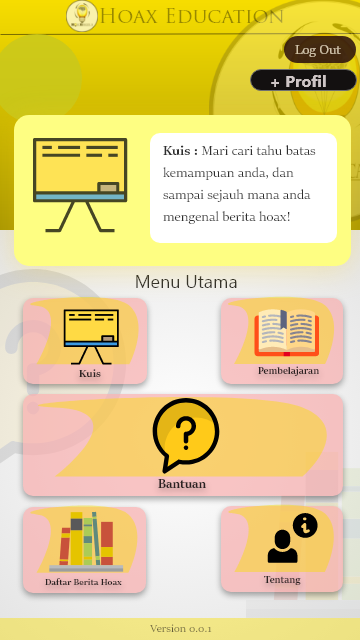 Hoax Education
Log Out
+ Profil
Kuis : Mari cari tahu batas
kemampuan anda, dan
sampai sejauh mana anda
mengenal berita hoax!
Menu Utama
Kuis
Pembelajaran
Bantuan
Daftar Berita Hoax
Tentang
Version 0.0.1